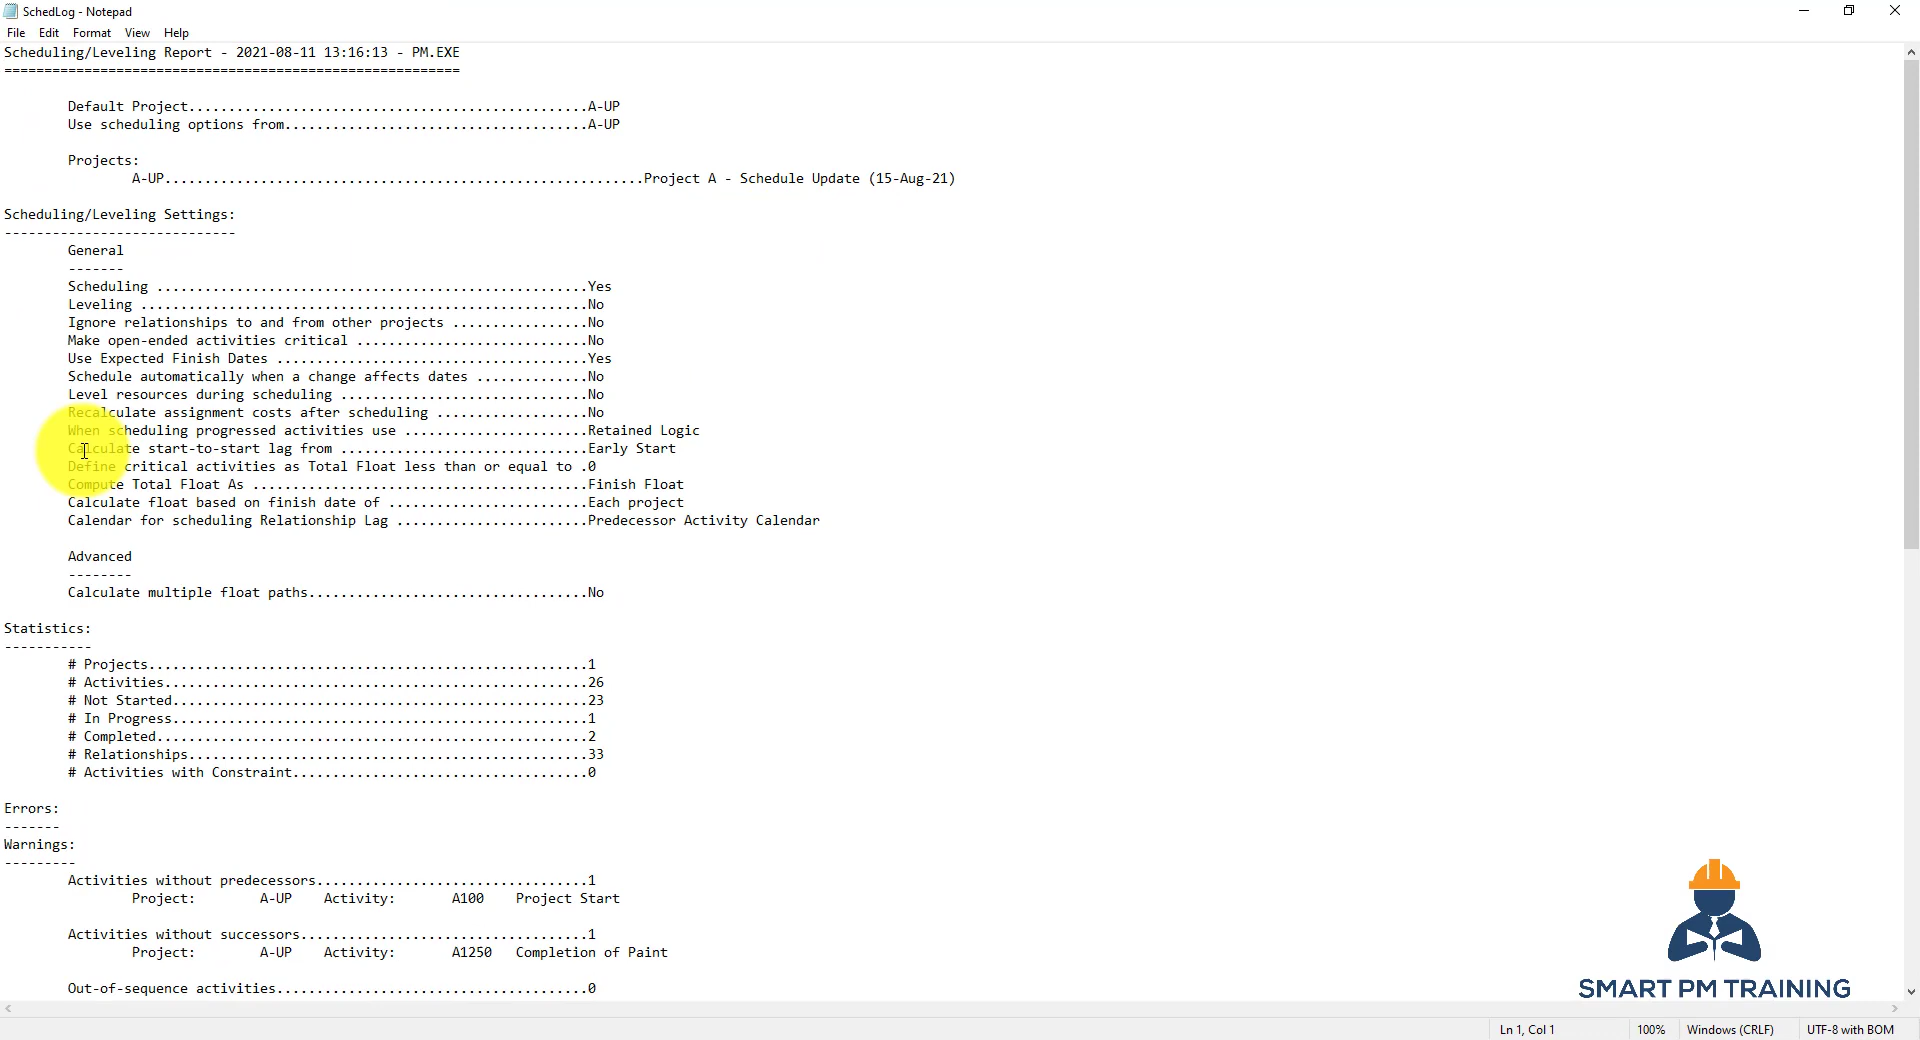 SchedLog - Notepad
File Edit Format View Help
Scheduling/Leveling Report - 2021-08-11 13:16:13 - PM.EXE
=========================================================
Default Project..................................................A-UP
Use scheduling options from......................................A-UP
Projects:
A-UP............................................................Project A - Schedule Update (15-Aug-21)
Scheduling/Leveling Settings:
-----------------------------
General
-------
Scheduling ......................................................Yes
Leveling ........................................................No
Ignore relationships to and from other projects .................No
Make open-ended activities critical .............................No
Use Expected Finish Dates .......................................Yes
Schedule automatically when a change affects dates ..............No
Level resources during scheduling ...............................No
Recalculate assignment costs after scheduling ...................No
When scheduling progressed activities use .......................Retained Logic
Calculate start-to-start lag from ...............................Early Start
Define critical activities as Total Float less than or equal to .0
Compute Total Float As ..........................................Finish Float
Calculate float based on finish date of .........................Each project
Calendar for scheduling Relationship Lag ........................Predecessor Activity Calendar
Advanced
--------
Calculate multiple float paths...................................No
Statistics:
-----------
# Projects.......................................................1
# Activities.....................................................26
# Not Started....................................................23
# In Progress....................................................1
# Completed......................................................2
# Relationships..................................................33
# Activities with Constraint.....................................0
Errors:
-------
Warnings:
---------
Activities without predecessors..................................1
Project: A-UP Activity: A100 Project Start
Activities without successors....................................1
Project: A-UP Activity: A1250 Completion of Paint
Out-of-sequence activities.......................................0
SMART PM TRAINING
Ln 1, Col 1 100% Windows (CRLF) UTF-8 with BOM